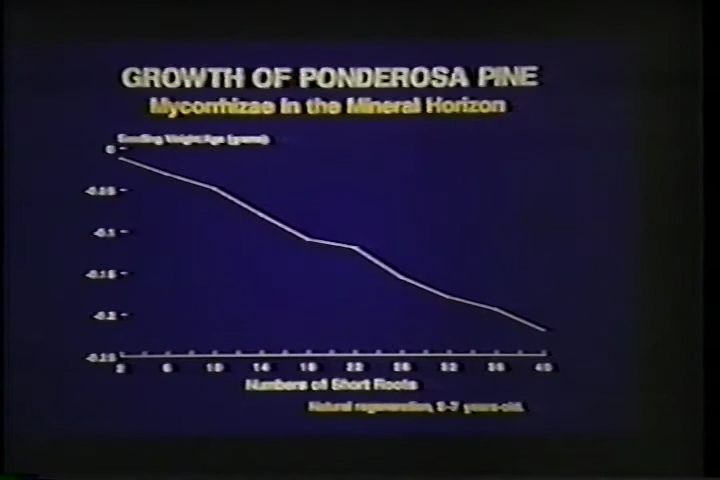 GROWTH OF PONDEROSA PINE
Mycorrhizae in the Mineral Horizon
Seedling Weight/Age (grams)
0
-0.05
-0.1
-0.15
-0.2
-0.25
2 6 10 14 18 22 28 32 36 40
Numbers of Short Roots
Natural regeneration, 5-7 years-old.